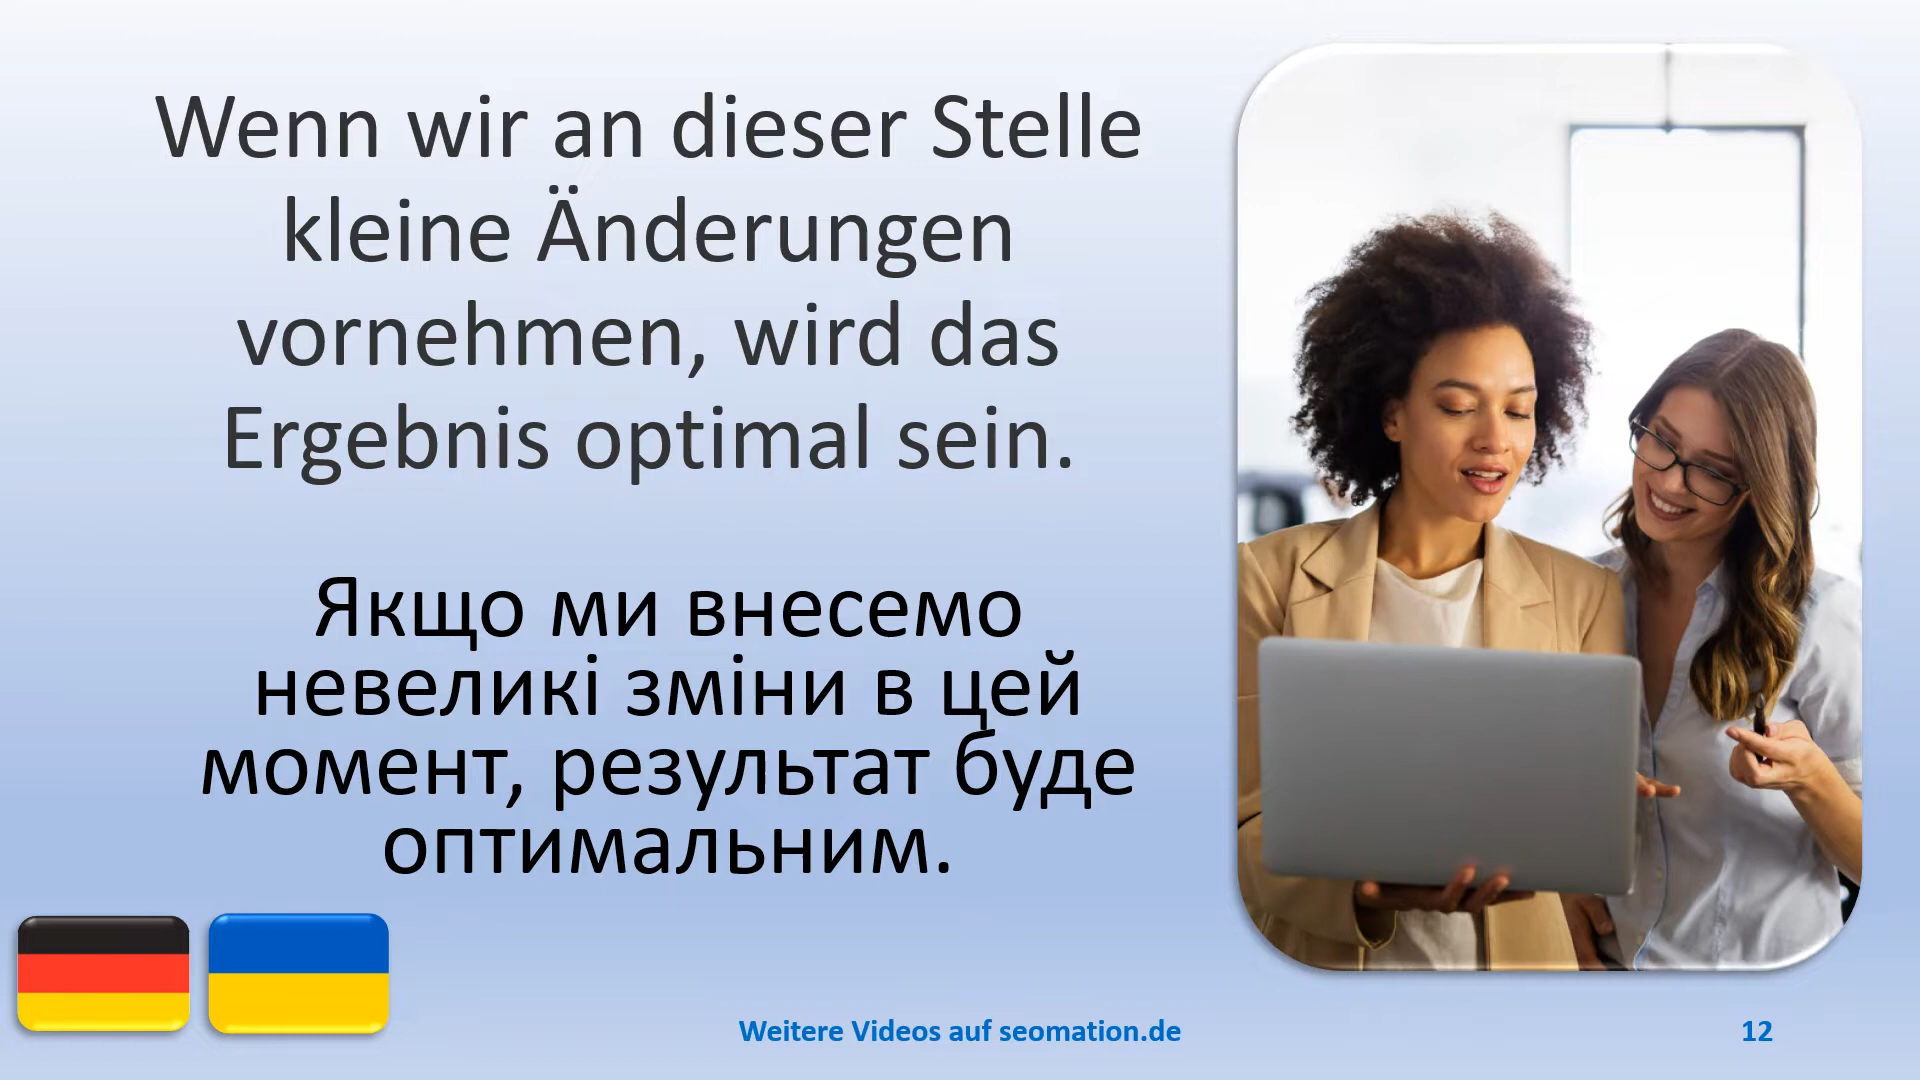 Wenn wir an dieser Stelle
kleine Änderungen
vornehmen, wird das
Ergebnis optimal sein.
Якщо ми внесемо
невеликі зміни в цей
момент, результат буде
оптимальним.
Weitere Videos auf seomation.de
12